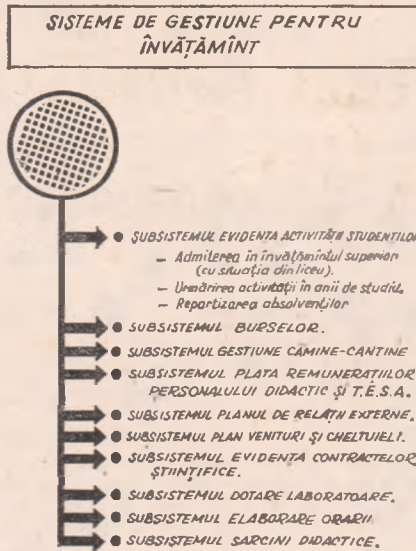 SISTEME DE GESTIUNE PENTRU
ÎNVĂȚĂMÎNT
SUBSISTEMUL EVIDENȚA ACTIVITĂȚII STUDENȚILOR
– Admiterea în învățămîntul superior
(cu situația din liceu).
– Urmărirea activității în anii de studiu.
– Repartizarea absolvenților
SUBSISTEMUL BURSELOR.
SUBSISTEMUL GESTIUNE CĂMINE-CANTINE
SUBSISTEMUL PLATA REMUNERAȚIILOR
PERSONALULUI DIDACTIC ȘI T.E.S.A.
SUBSISTEMUL PLANUL DE RELAȚII EXTERNE.
SUBSISTEMUL PLAN VENITURI ȘI CHELTUIELI.
SUBSISTEMUL EVIDENȚA CONTRACTELOR
ȘTIINȚIFICE.
SUBSISTEMUL DOTARE LABORATOARE.
SUBSISTEMUL ELABORARE ORARII
SUBSISTEMUL SARCINI DIDACTICE.